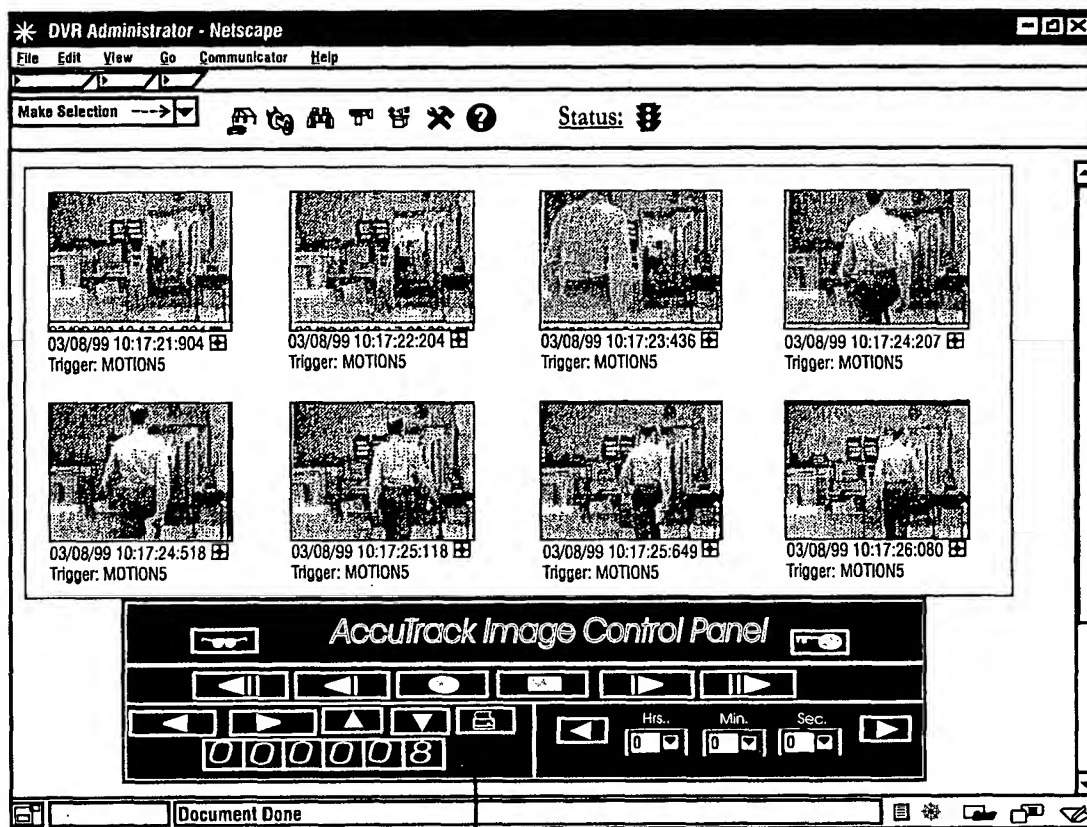 DVR Administrator - Netscape
File Edit View Go Communicator Help
Make Selection --->
Status:
03/08/99 10:17:21:904
03/08/99 10:17:22:204
03/08/99 10:17:23:436
03/08/99 10:17:24:207
Trigger: MOTION5
Trigger: MOTION5
Trigger: MOTION5
Trigger: MOTION5
03/08/99 10:17:24:518
03/08/99 10:17:25:118
03/08/99 10:17:25:649
03/08/99 10:17:26:080
Trigger: MOTION5
Trigger: MOTION5
Trigger: MOTION5
Trigger: MOTION5
AccuTrack Image Control Panel
Hrs.. Min. Sec.
0 0 0
000008
Document Done